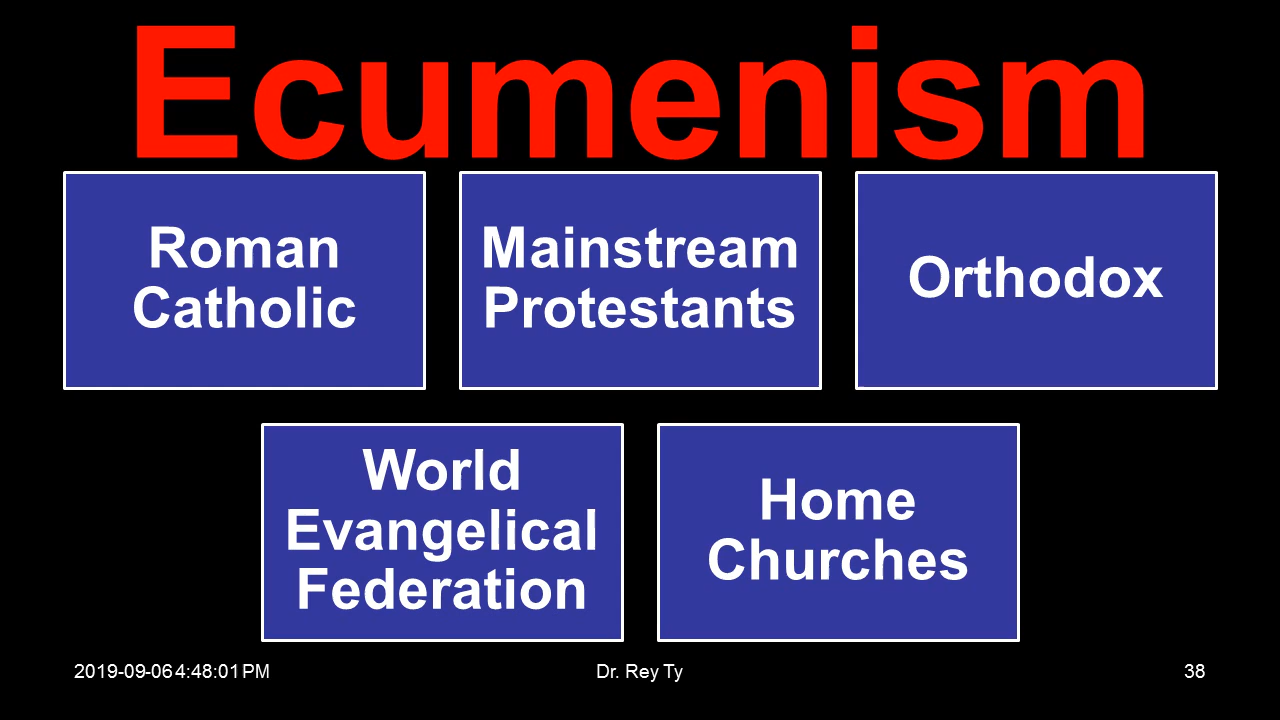 Ecumenism
Roman
Catholic
Mainstream
Protestants
Orthodox
World
Evangelical
Federation
Home
Churches
2019-09-06 4:48:01 PM
Dr. Rey Ty
38